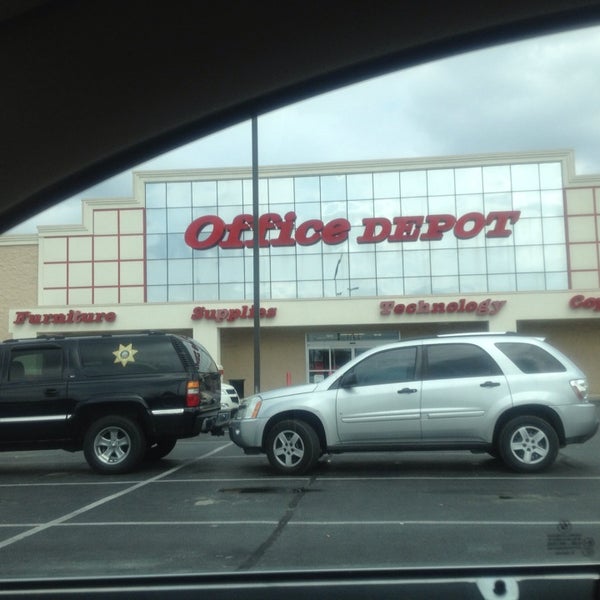 Office DEPOT
Furniture Supplies Technology Cop